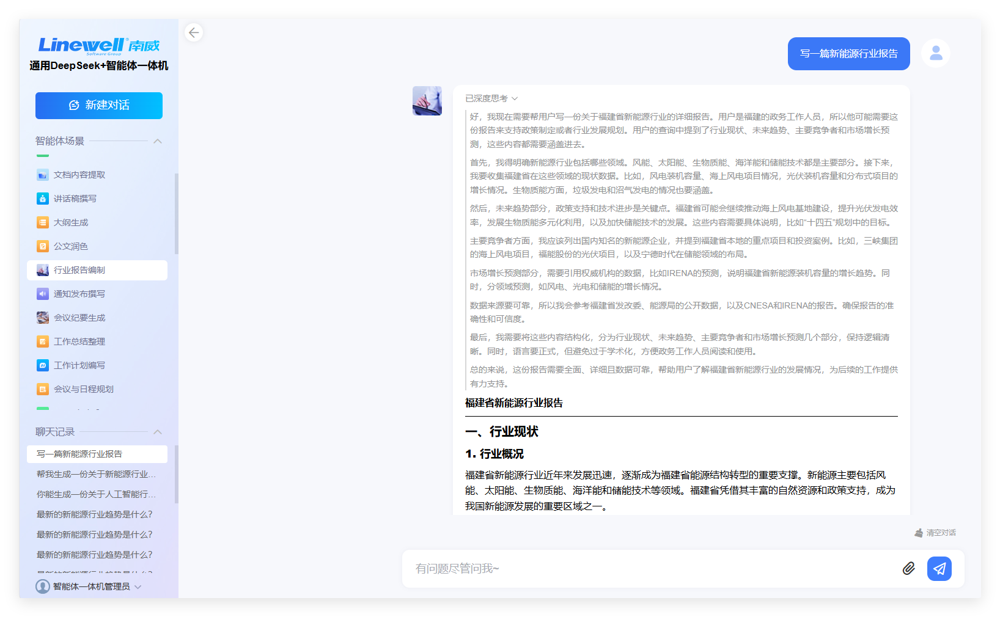 Linewell®南威
Software Group
通用DeepSeek+智能体一体机
新建对话
智能体场景
文档内容提取
讲话稿撰写
大纲生成
公文润色
行业报告编制
通知发布撰写
会议纪要生成
工作总结整理
工作计划编写
会议与日程规划
聊天记录
写一篇新能源行业报告
帮我生成一份关于新能源行业...
你能生成一份关于人工智能行...
最新的新能源行业趋势是什么?
最新的新能源行业趋势是什么?
最新的新能源行业趋势是什么?
智能体一体机管理员
写一篇新能源行业报告
已深度思考
好，我现在需要帮用户写一份关于福建省新能源行业的详细报告。用户是福建的政务工作人员，所以他可能需要这
份报告来支持政策制定或者行业发展规划。用户的查询中提到了行业现状、未来趋势、主要竞争者和市场增长预
测，这些内容都需要涵盖进去。
首先，我得明确新能源行业包括哪些领域。风能、太阳能、生物质能、海洋能和储能技术都是主要部分。接下来，
我要收集福建省在这些领域的现状数据。比如，风电装机容量、海上风电项目情况，光伏装机容量和分布式项目的
增长情况。生物质能方面，垃圾发电和沼气发电的情况也要涵盖。
然后，未来趋势部分，政策支持和技术进步是关键点。福建省可能会继续推动海上风电基地建设，提升光伏发电效
率，发展生物质能多元化利用，以及加快储能技术的发展。这些内容需要具体说明，比如“十四五”规划中的目标。
主要竞争者方面，我应该列出国内知名的新能源企业，并提到福建省本地的重点项目和投资案例。比如，三峡集团
的海上风电项目，福能股份的光伏项目，以及宁德时代在储能领域的布局。
市场增长预测部分，需要引用权威机构的数据，比如IRENA的预测，说明福建省新能源装机容量的增长趋势。同
时，分领域预测，如风电、光电和储能的增长情况。
数据来源要可靠，所以我会参考福建省发改委、能源局的公开数据，以及CNESA和IRENA的报告。确保报告的准
确性和可信度。
最后，我需要将这些内容结构化，分为行业现状、未来趋势、主要竞争者和市场增长预测几个部分，保持逻辑清
晰。同时，语言要正式，但避免过于学术化，方便政务工作人员阅读和使用。
总的来说，这份报告需要全面、详细且数据可靠，帮助用户了解福建省新能源行业的发展情况，为后续的工作提供
有力支持。
福建省新能源行业报告
一、行业现状
1. 行业概况
福建省新能源行业近年来发展迅速，逐渐成为福建省能源结构转型的重要支撑。新能源主要包括风
能、太阳能、生物质能、海洋能和储能技术等领域。福建省凭借其丰富的自然资源和政策支持，成为
我国新能源发展的重要区域之一。
清空对话
有问题尽管问我~